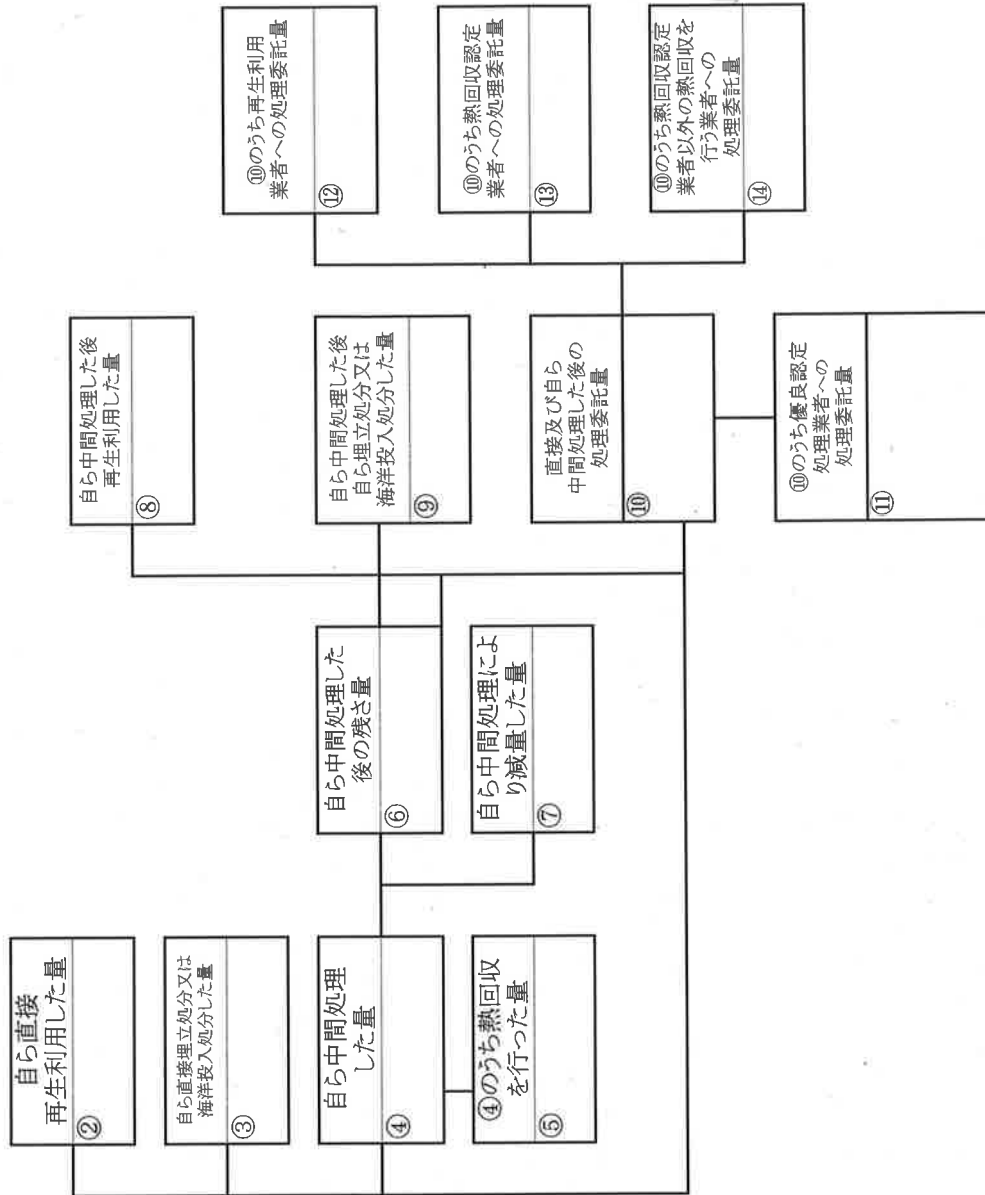 自ら直接
再生利用した量
②
自ら直接埋立処分又は
海洋投入処分した量
③
自ら中間処理
した量
④
④のうち熱回収
を行った量
⑤
自ら中間処理した
後の残さ量
⑥
自ら中間処理によ
り減量した量
⑦
自ら中間処理した後
再生利用した量
⑧
自ら中間処理した後
自ら埋立処分又は
海洋投入処分した量
⑨
直接及び自ら
中間処理した後の
処理委託量
⑩
⑩のうち優良認定
処理業者への
処理委託量
⑪
⑩のうち再生利用
業者への処理委託量
⑫
⑩のうち熱回収認定
業者への処理委託量
⑬
⑩のうち熱回収認定
業者以外の熱回収を
行う業者への
処理委託量
⑭